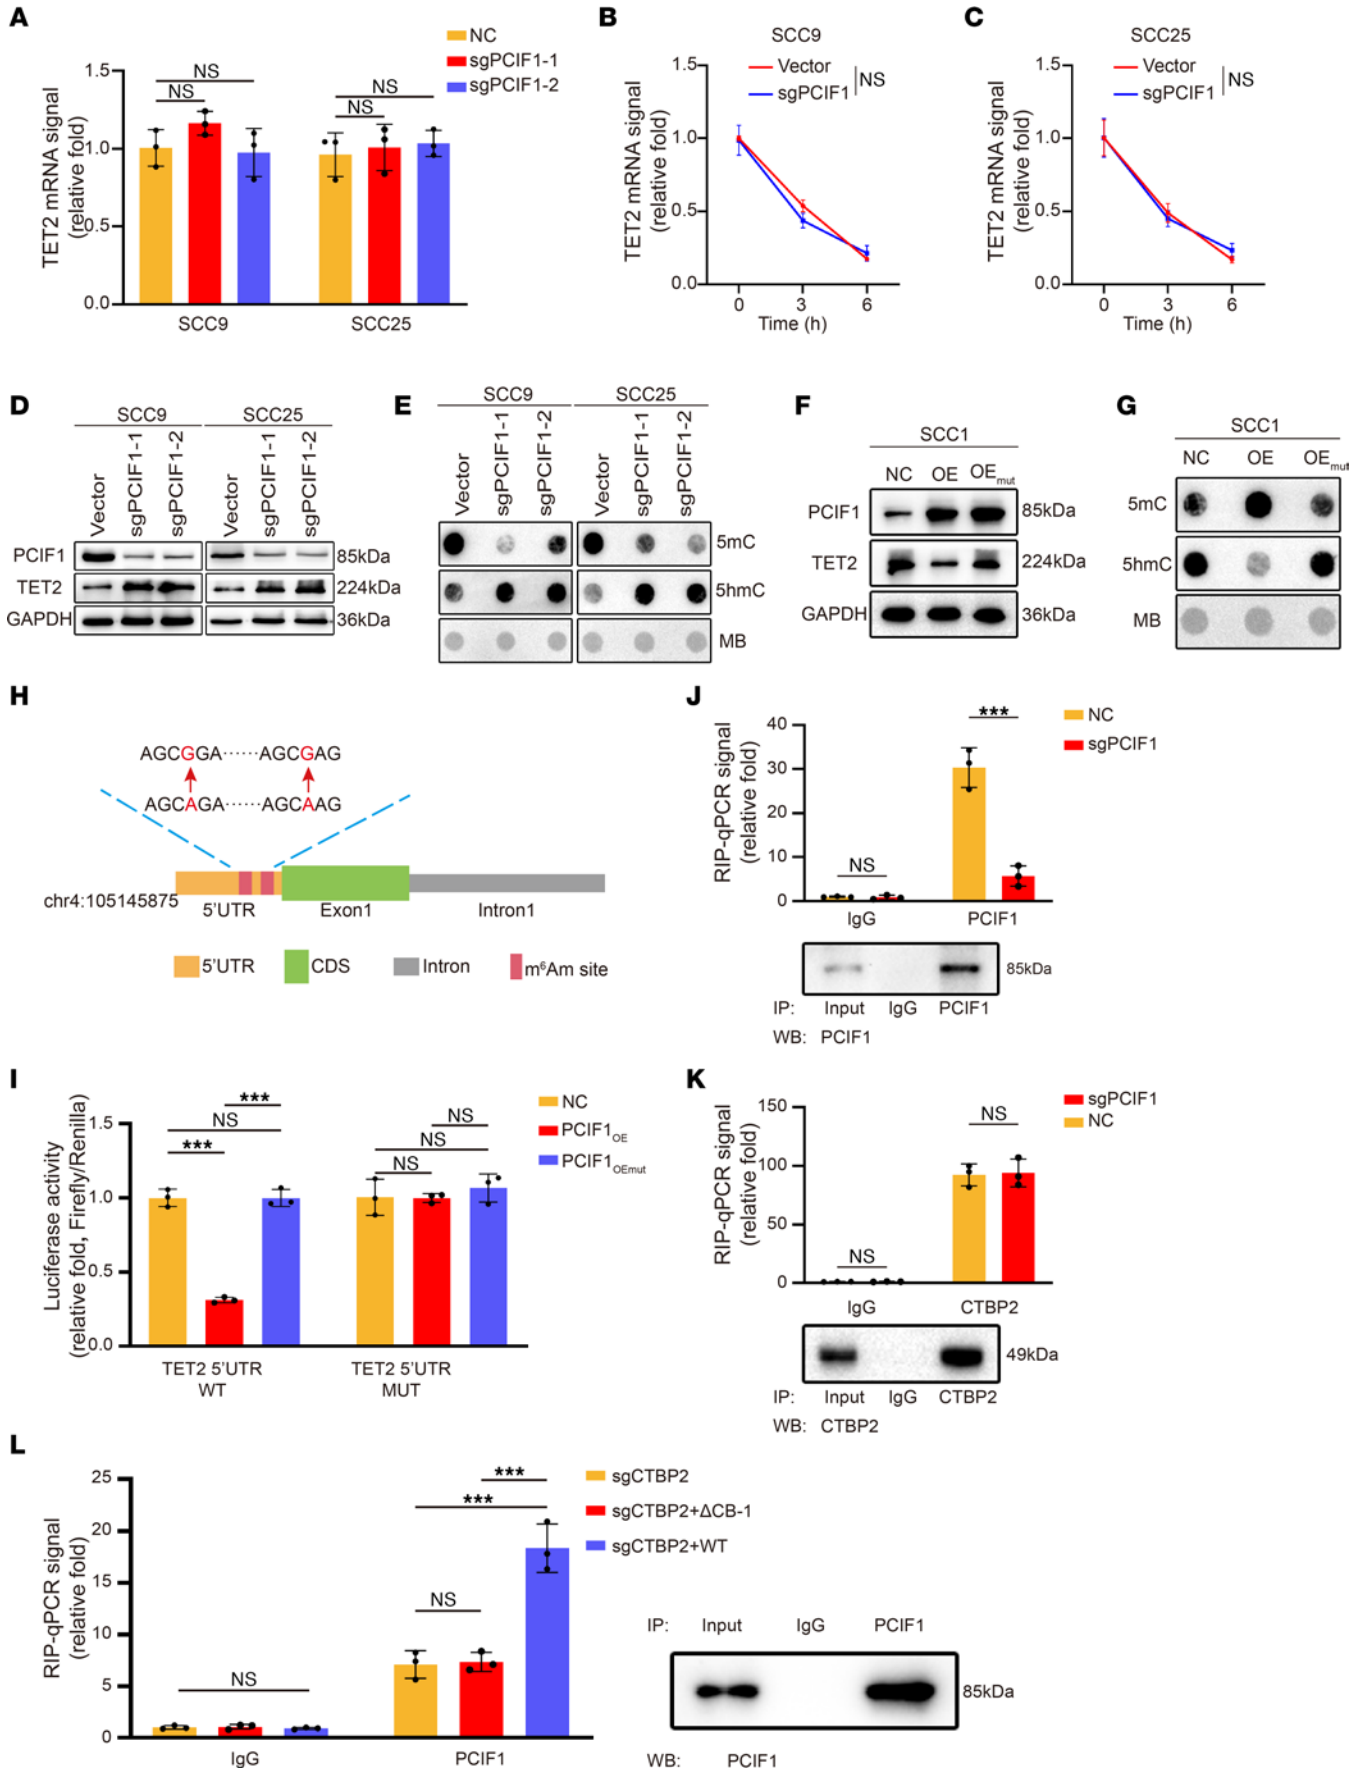 A
NC
sgPCIF1-1
sgPCIF1-2
TET2 mRNA signal
(relative fold)
1.5
1.0
0.5
0.0
NS
NS
NS
NS
SCC9
SCC25
B
SCC9
Vector
sgPCIF1
NS
TET2 mRNA signal
(relative fold)
1.5
1.0
0.5
0.0
0
3
6
Time (h)
C
SCC25
Vector
sgPCIF1
NS
TET2 mRNA signal
(relative fold)
1.5
1.0
0.5
0.0
0
3
6
Time (h)
D
SCC9
SCC25
Vector
sgPCIF1-1
sgPCIF1-2
Vector
sgPCIF1-1
sgPCIF1-2
PCIF1
85kDa
TET2
224kDa
GAPDH
36kDa
E
SCC9
SCC25
Vector
sgPCIF1-1
sgPCIF1-2
Vector
sgPCIF1-1
sgPCIF1-2
5mC
5hmC
MB
F
SCC1
NC
OE
OEmut
PCIF1
85kDa
TET2
224kDa
GAPDH
36kDa
G
SCC1
NC
OE
OEmut
5mC
5hmC
MB
H
AGCGGA······AGCGAG
AGCAGA······AGCAAG
chr4:105145875
5'UTR
Exon1
Intron1
5'UTR
CDS
Intron
m⁶Am site
J
NC
sgPCIF1
RIP-qPCR signal
(relative fold)
40
30
20
10
0
NS
***
IgG
PCIF1
85kDa
IP: Input IgG PCIF1
WB: PCIF1
I
NC
PCIF1OE
PCIF1OEmut
Luciferase activity
(relative fold, Firefly/Renilla)
1.5
1.0
0.5
0.0
***
NS
***
NS
NS
NS
TET2 5'UTR
WT
TET2 5'UTR
MUT
K
sgPCIF1
NC
RIP-qPCR signal
(relative fold)
150
100
50
0
NS
NS
IgG
CTBP2
49kDa
IP: Input IgG CTBP2
WB: CTBP2
L
sgCTBP2
sgCTBP2+ΔCB-1
sgCTBP2+WT
RIP-qPCR signal
(relative fold)
25
20
15
10
5
0
NS
NS
***
***
IgG
PCIF1
IP: Input IgG PCIF1
85kDa
WB: PCIF1